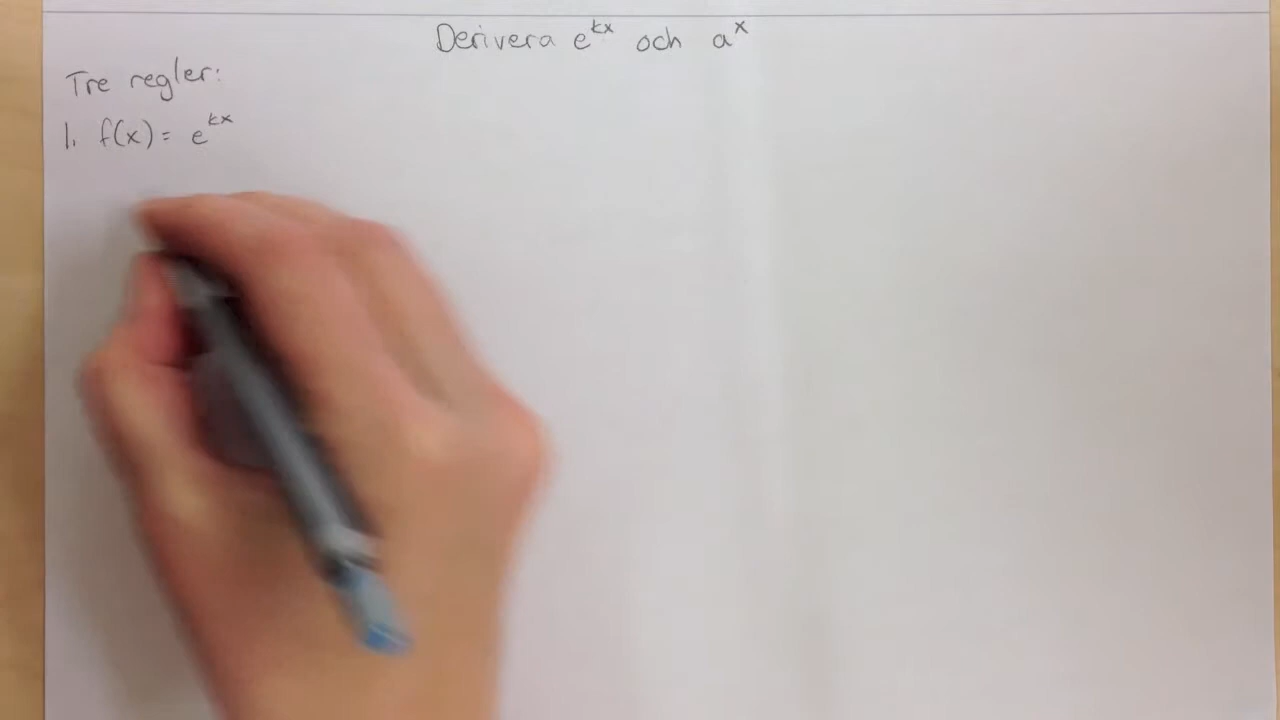 Derivera e^kx och a^x
Tre regler:
1. f(x) = e^kx